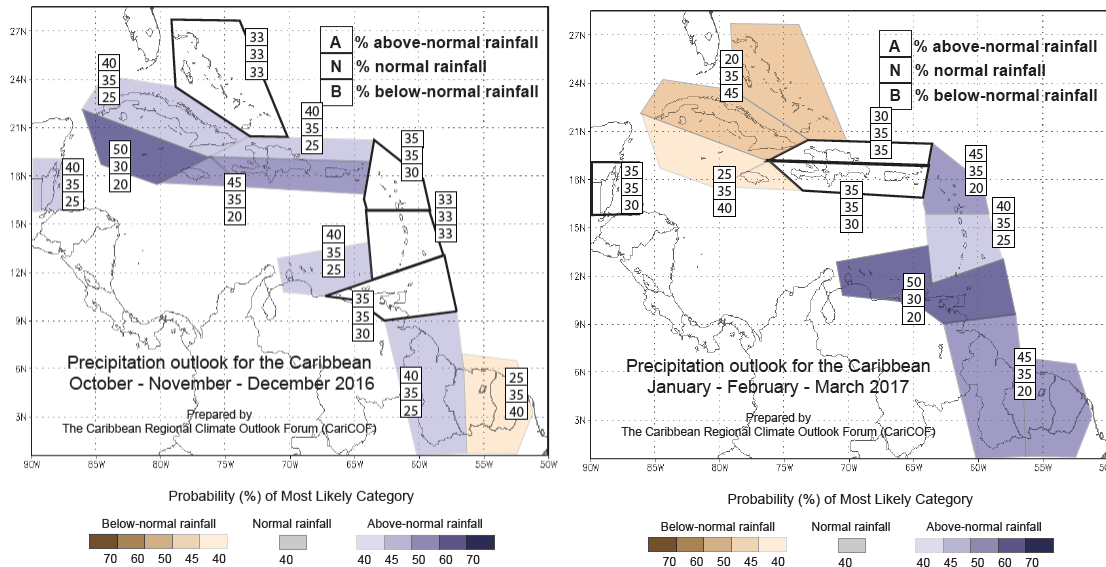 27N
24N
21N
18N
15N
12N
9N
6N
3N
90W
85W
80W
75W
70W
65W
60W
55W
50W
A % above-normal rainfall
N % normal rainfall
B % below-normal rainfall
33
33
33
40
35
25
40
35
25
35
35
30
50
30
20
40
35
25
45
35
20
33
33
33
40
35
25
35
35
30
40
35
25
25
35
40
Precipitation outlook for the Caribbean
October - November - December 2016
Prepared by
The Caribbean Regional Climate Outlook Forum (CariCOF)
Probability (%) of Most Likely Category
Below-normal rainfall
Normal rainfall
Above-normal rainfall
70 60 50 45 40
40
40 45 50 60 70
27N
24N
21N
18N
15N
12N
9N
6N
3N
90W
85W
80W
75W
70W
65W
60W
55W
A % above-normal rainfall
N % normal rainfall
B % below-normal rainfall
20
35
45
30
35
35
45
35
20
35
35
30
25
35
40
35
35
30
40
35
25
50
30
20
45
35
20
Precipitation outlook for the Caribbean
January - February - March 2017
Prepared by
The Caribbean Regional Climate Outlook Forum (CariCOF)
Probability (%) of Most Likely Category
Below-normal rainfall
Normal rainfall
Above-normal rainfall
70 60 50 45 40
40
40 45 50 60 70